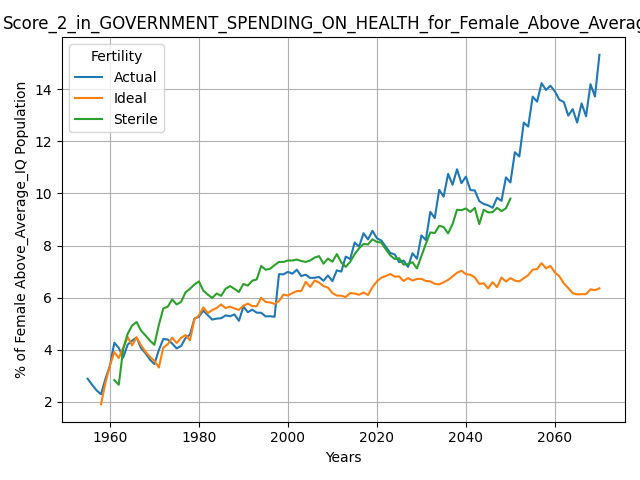 Score_2_in_GOVERNMENT_SPENDING_ON_HEALTH_for_Female_Above_Averag
Fertility
Actual
Ideal
Sterile
% of Female Above_Average_IQ Population
14
12
10
8
6
4
2
1960 1980 2000 2020 2040 2060
Years